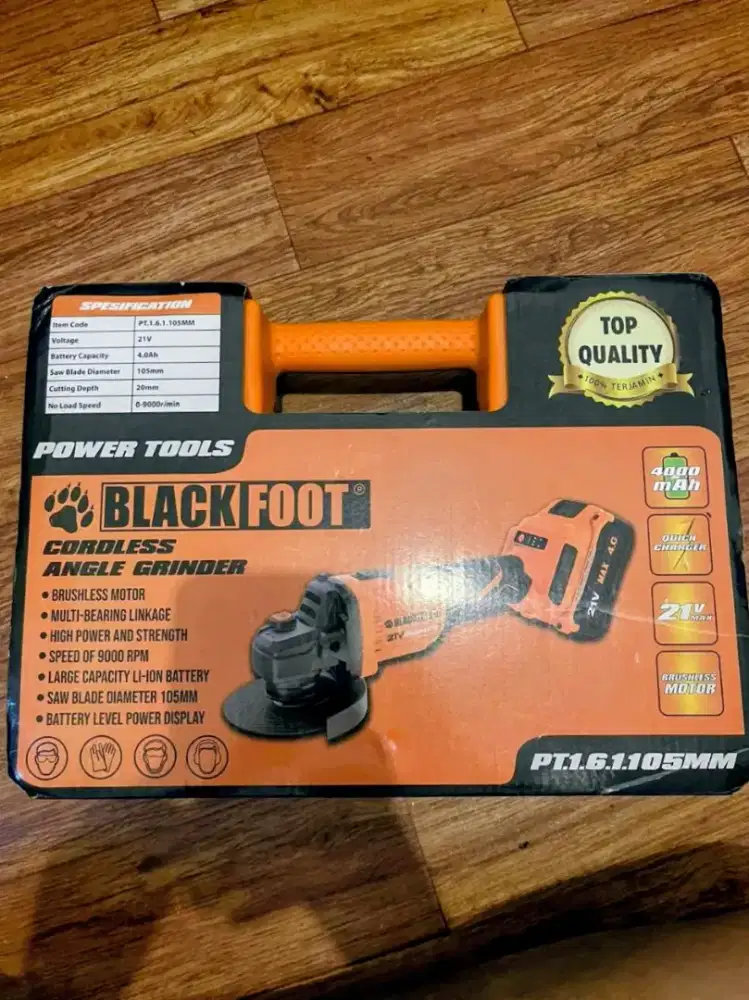 SPESIFICATION
Item Code PT.1.6.1.105MM
Voltage 21V
Battery Capacity 4.0Ah
Saw Blade Diameter 105mm
Cutting Depth 20mm
No Load Speed 0-9000r/min
TOP
QUALITY
100% TERJAMIN
POWER TOOLS
BLACKFOOT®
CORDLESS
ANGLE GRINDER
• BRUSHLESS MOTOR
• MULTI-BEARING LINKAGE
• HIGH POWER AND STRENGTH
• SPEED OF 9000 RPM
• LARGE CAPACITY LI-ION BATTERY
• SAW BLADE DIAMETER 105MM
• BATTERY LEVEL POWER DISPLAY
BLACKFOOT
21V
21V MAX 4.0
4000
mAh
QUICK
CHARGER
21V
MAX
BRUSHLESS
MOTOR
PT.1.6.1.105MM